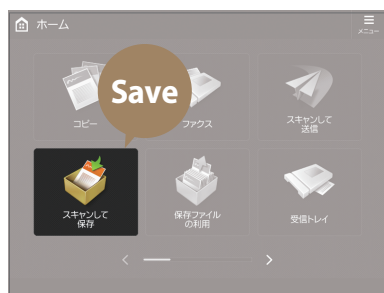 ホーム
メニュー
Save
コピー
ファクス
スキャンして
送信
スキャンして
保存
保存ファイル
の利用
受信トレイ